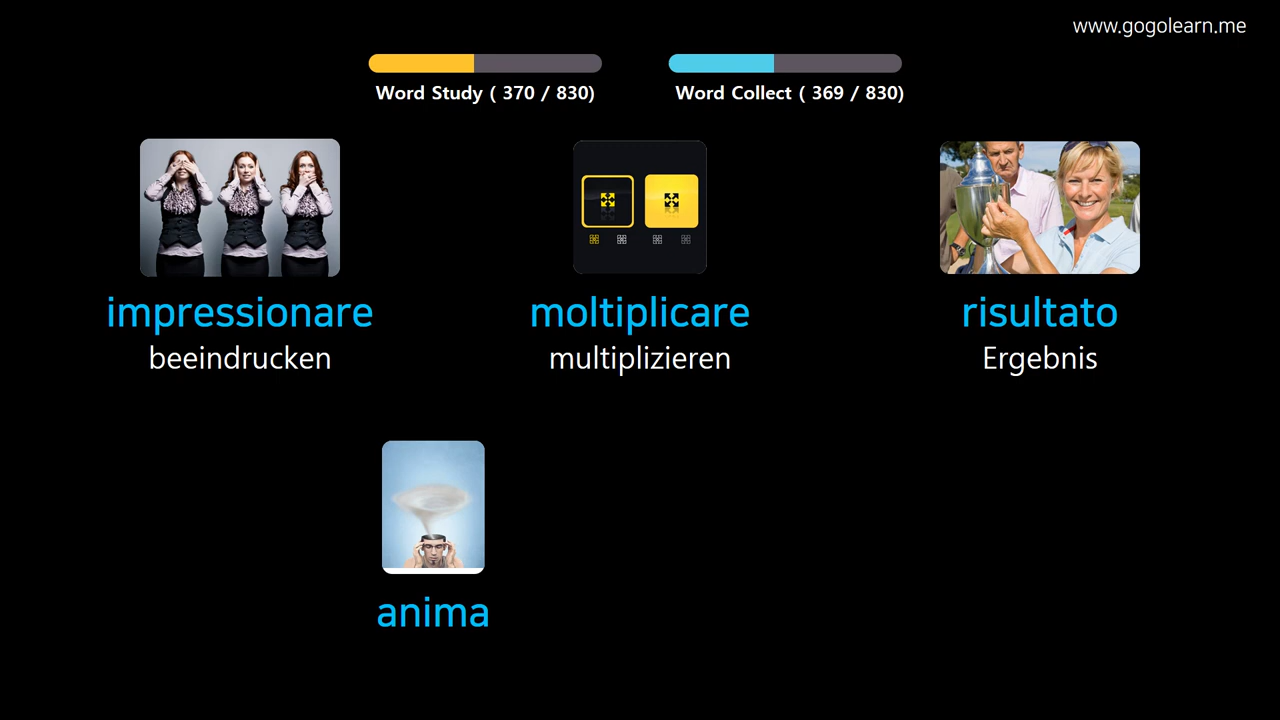 www.gogolearn.me
Word Study ( 370 / 830)
Word Collect ( 369 / 830)
impressionare
beeindrucken
moltiplicare
multiplizieren
risultato
Ergebnis
anima